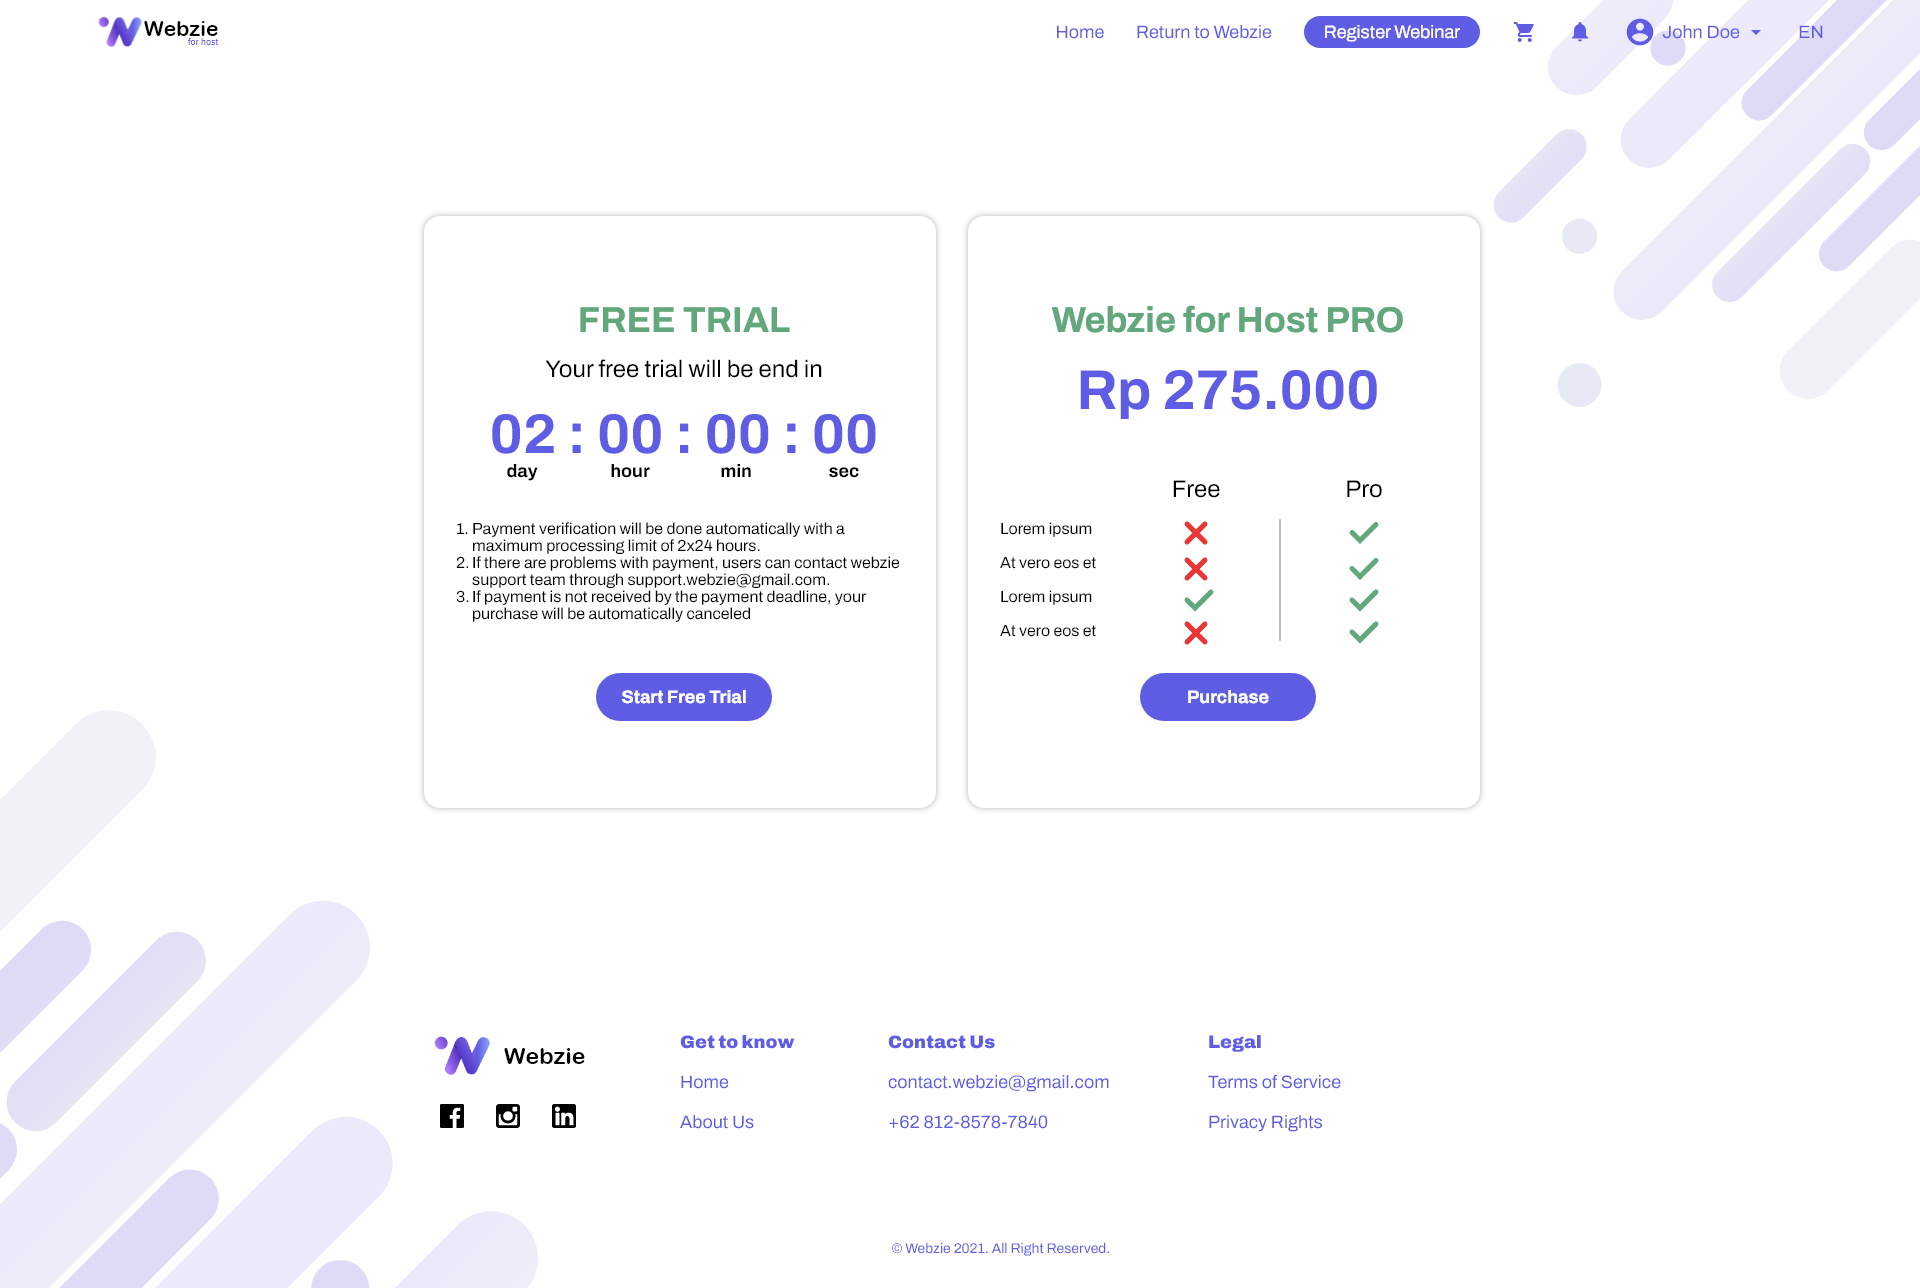 Webzie
for host
Home
Return to Webzie
Register Webinar
John Doe
EN
FREE TRIAL
Your free trial will be end in
02 : 00 : 00 : 00
day hour min sec
1. Payment verification will be done automatically with a
maximum processing limit of 2x24 hours.
2. If there are problems with payment, users can contact webzie
support team through support.webzie@gmail.com.
3. If payment is not received by the payment deadline, your
purchase will be automatically canceled
Start Free Trial
Webzie for Host PRO
Rp 275.000
Free Pro
Lorem ipsum
At vero eos et
Lorem ipsum
At vero eos et
Purchase
Webzie
Get to know
Home
About Us
Contact Us
contact.webzie@gmail.com
+62 812-8578-7840
Legal
Terms of Service
Privacy Rights
© Webzie 2021. All Right Reserved.